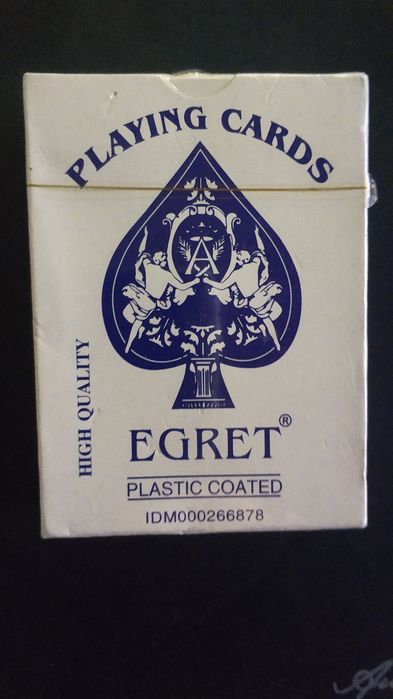 PLAYING CARDS
A
HIGH QUALITY
EGRET®
PLASTIC COATED
IDM000266878